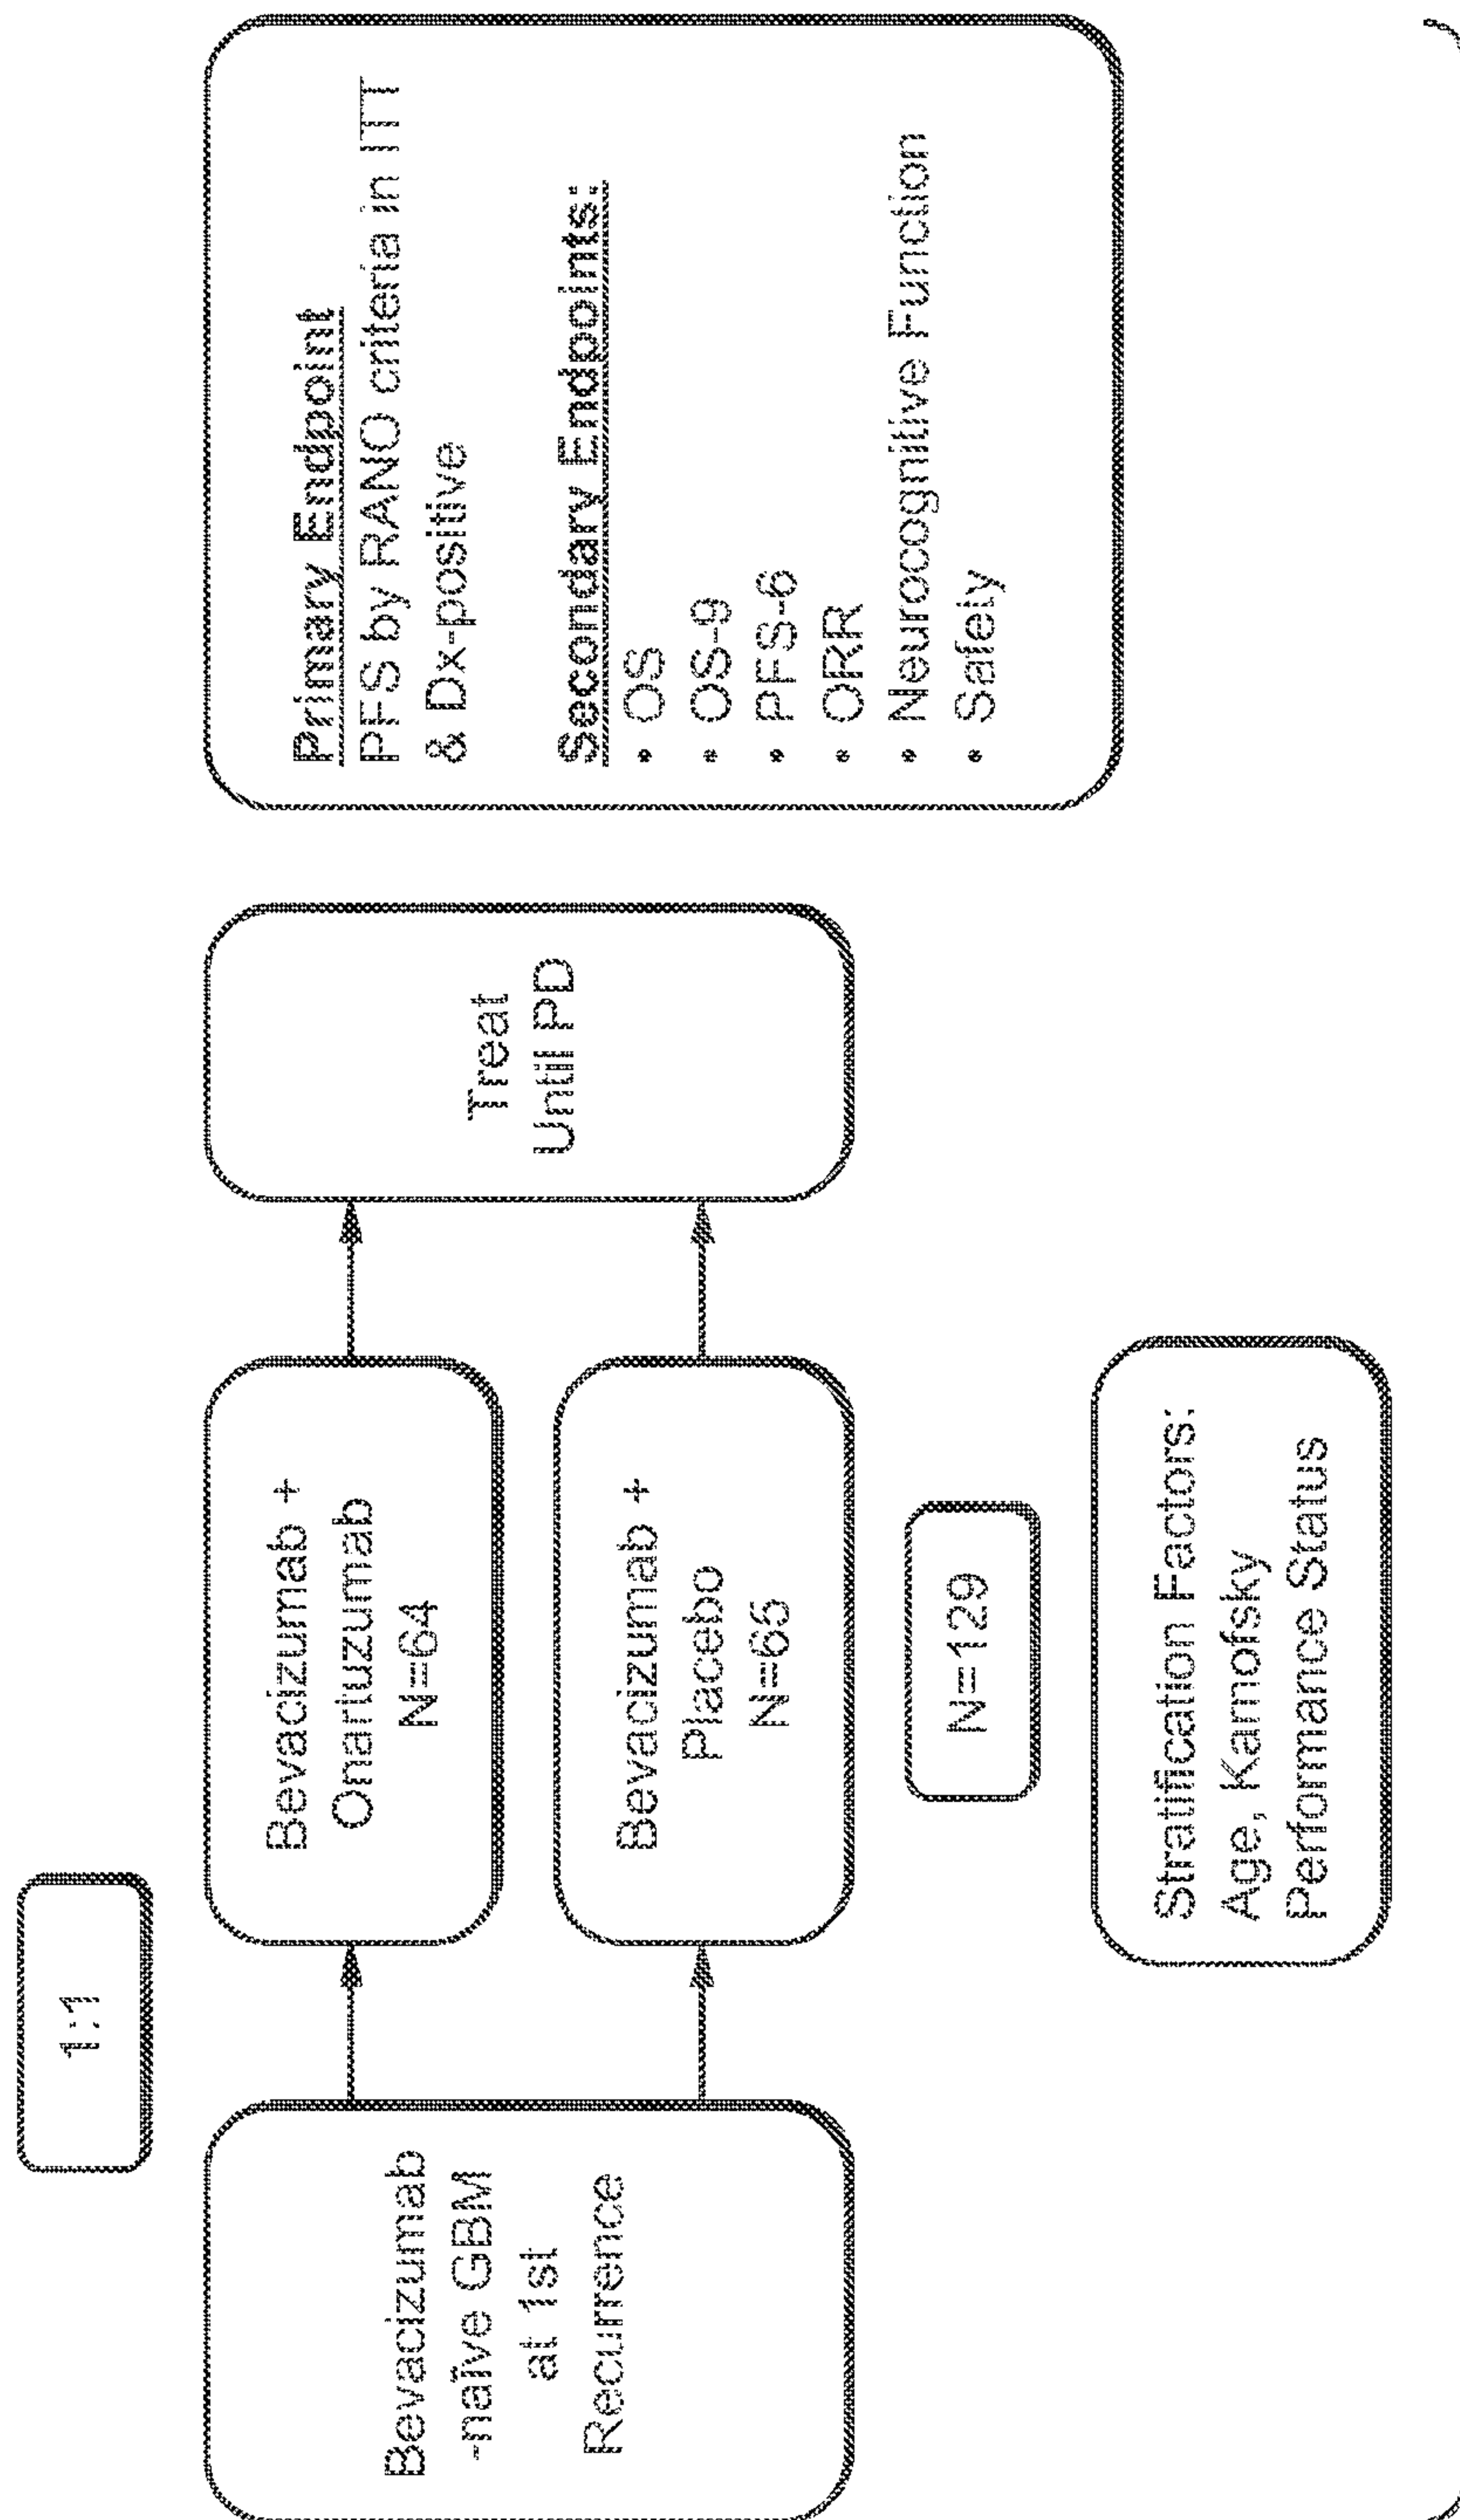 1:1
Bevacizumab
-naïve GBM
at 1st
Recurrence
Bevacizumab +
Onartuzumab
N=64
Bevacizumab +
Placebo
N=65
N=129
Stratification Factors:
Age, Karnofsky
Performance Status
Treat
Until PD
Primary Endpoint
PFS by RANO criteria in ITT
& Dx-positive
Secondary Endpoints:
• OS
• OS-9
• PFS-6
• ORR
• Neurocognitive Function
• Safety